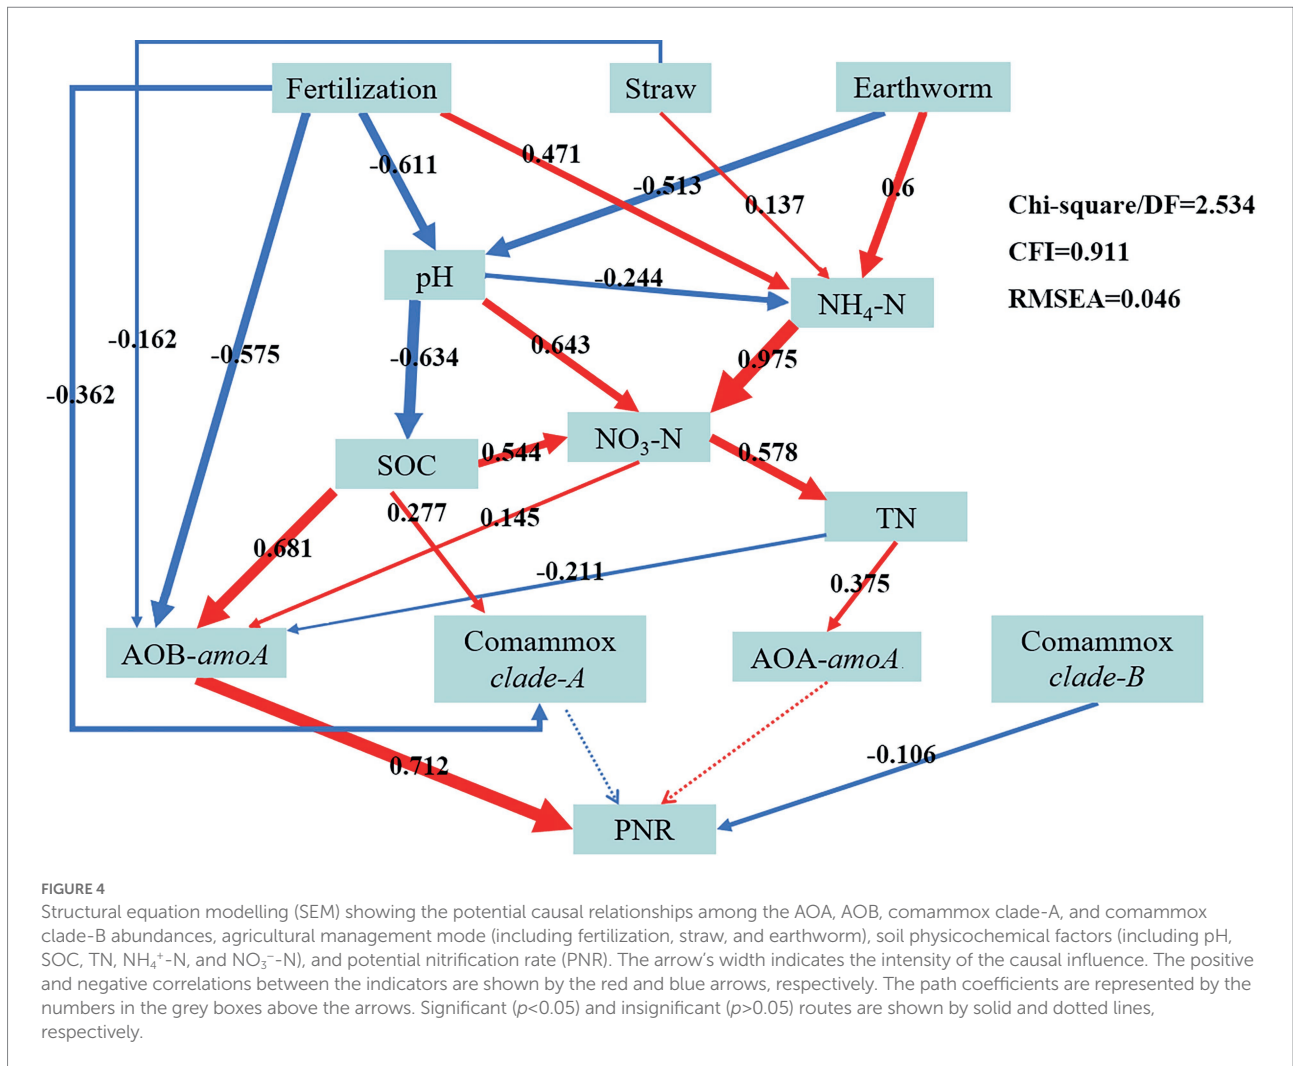 Fertilization
Straw
Earthworm
-0.611
0.471
-0.513
0.137
0.6
Chi-square/DF=2.534
CFI=0.911
RMSEA=0.046
pH
-0.244
NH₄-N
-0.162
-0.575
-0.634
0.643
0.975
-0.362
NO₃-N
SOC
0.544
0.578
0.277
0.145
TN
0.681
-0.211
0.375
AOB-amoA
Comammox
clade-A
AOA-amoA
Comammox
clade-B
0.712
-0.106
PNR
FIGURE 4
Structural equation modelling (SEM) showing the potential causal relationships among the AOA, AOB, comammox clade-A, and comammox
clade-B abundances, agricultural management mode (including fertilization, straw, and earthworm), soil physicochemical factors (including pH,
SOC, TN, NH₄⁺-N, and NO₃⁻-N), and potential nitrification rate (PNR). The arrow's width indicates the intensity of the causal influence. The positive
and negative correlations between the indicators are shown by the red and blue arrows, respectively. The path coefficients are represented by the
numbers in the grey boxes above the arrows. Significant (p<0.05) and insignificant (p>0.05) routes are shown by solid and dotted lines,
respectively.